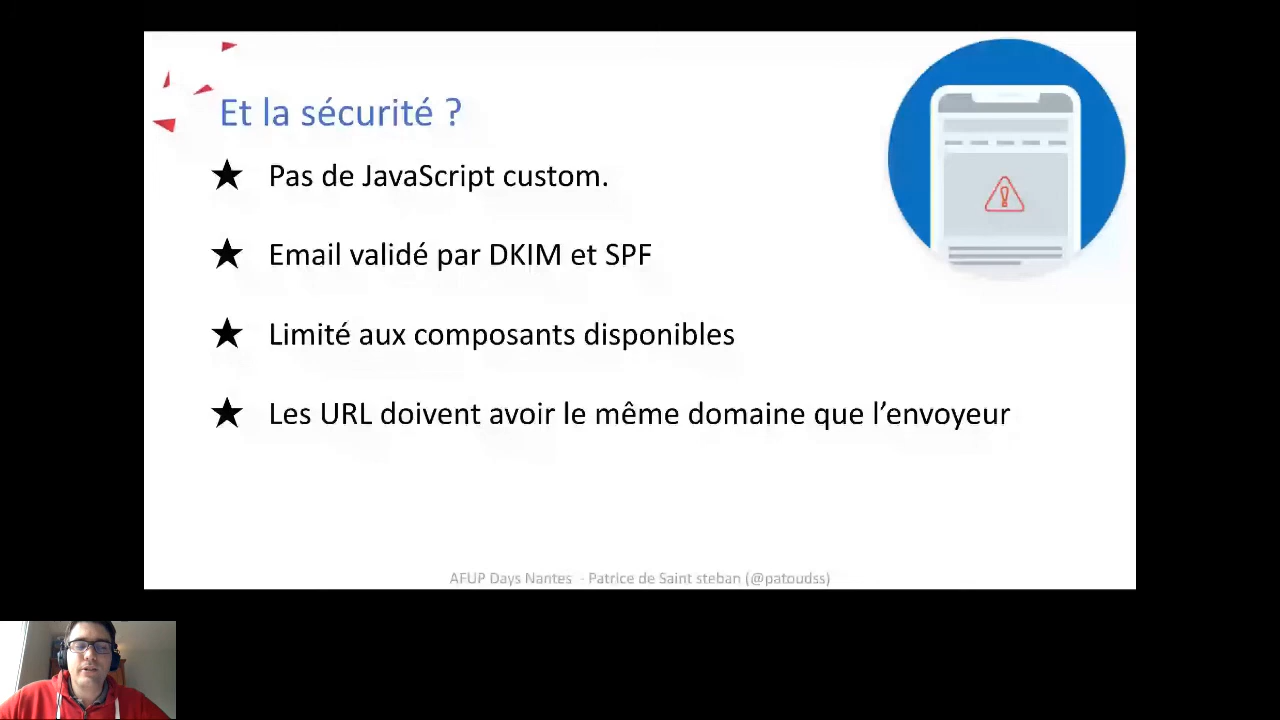 Et la sécurité ?
Pas de JavaScript custom.
Email validé par DKIM et SPF
Limité aux composants disponibles
Les URL doivent avoir le même domaine que l’envoyeur
AFUP Days Nantes - Patrice de Saint steban (@patoudss)